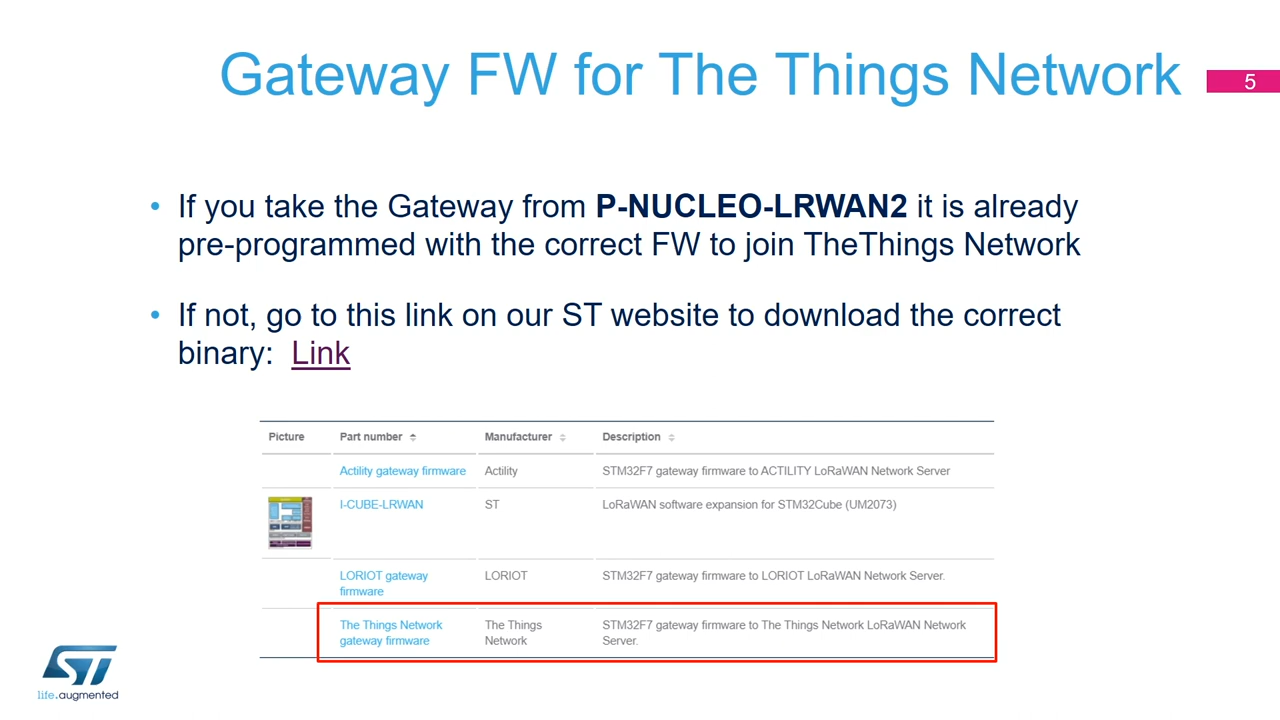 Gateway FW for The Things Network
5
• If you take the Gateway from P-NUCLEO-LRWAN2 it is already
pre-programmed with the correct FW to join TheThings Network
• If not, go to this link on our ST website to download the correct
binary: Link
Picture Part number Manufacturer Description
Actility gateway firmware Actility STM32F7 gateway firmware to ACTILITY LoRaWAN Network Server
I-CUBE-LRWAN ST LoRaWAN software expansion for STM32Cube (UM2073)
LORIOT gateway LORIOT STM32F7 gateway firmware to LORIOT LoRaWAN Network Server.
firmware
The Things Network The Things STM32F7 gateway firmware to The Things Network LoRaWAN Network
gateway firmware Network Server.
ST
life.augmented